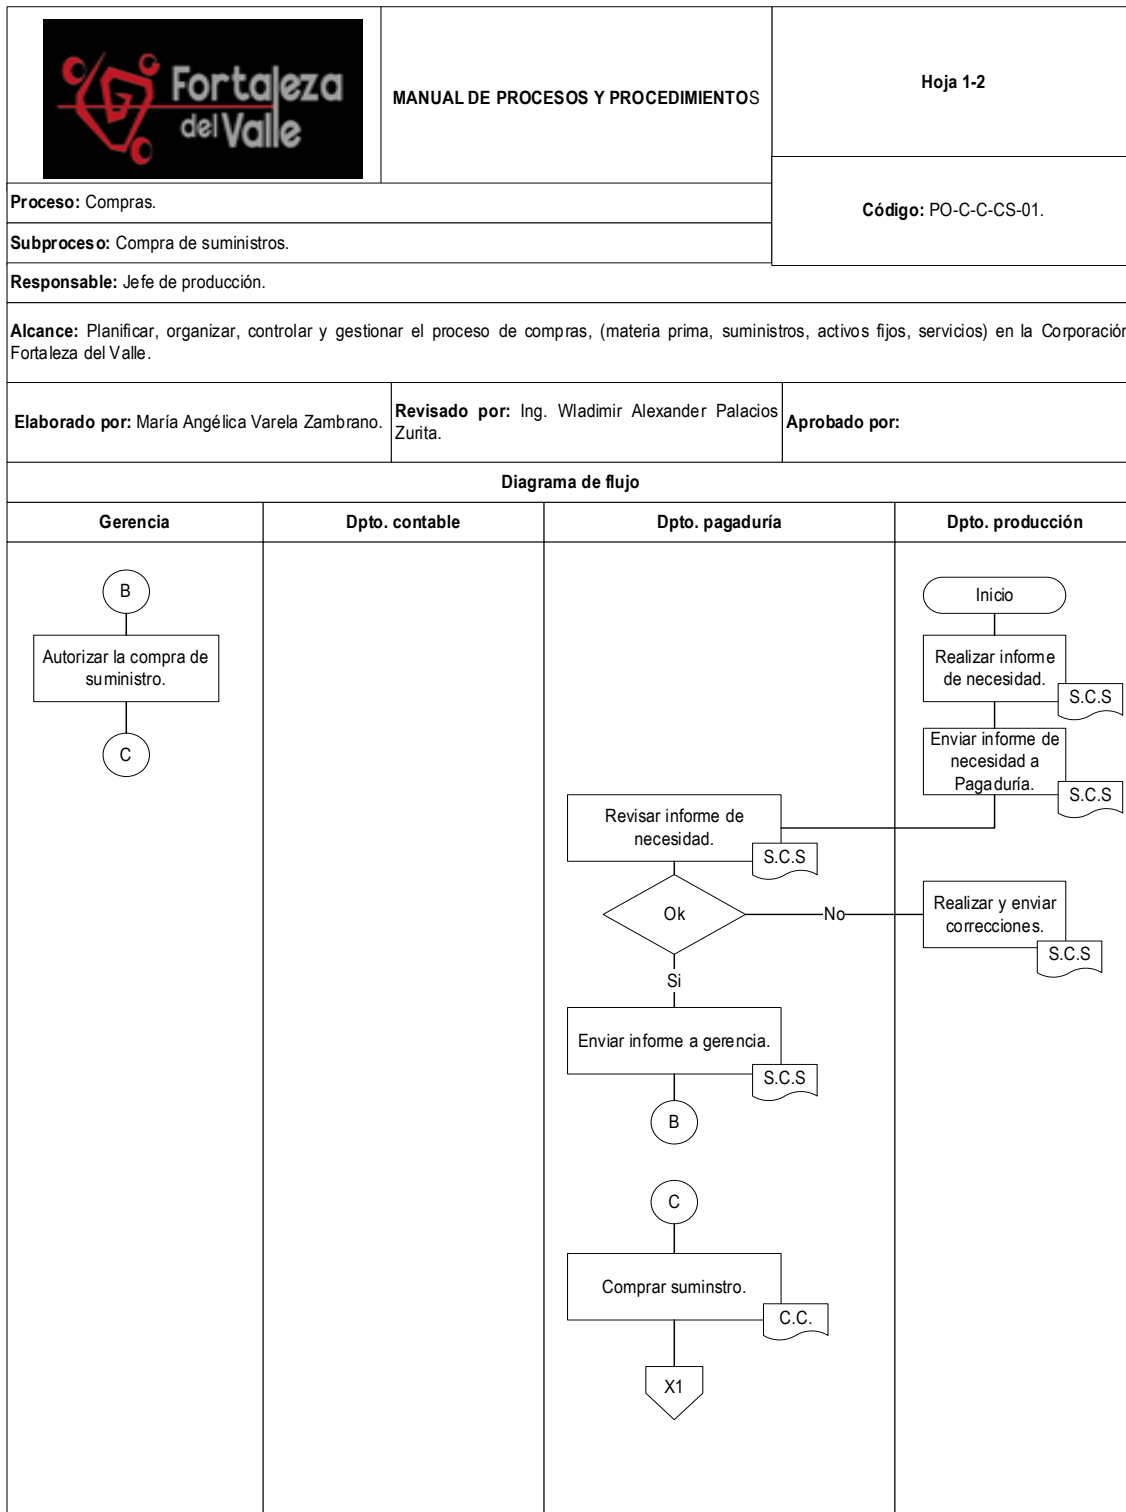 Fortaleza
del Valle
MANUAL DE PROCESOS Y PROCEDIMIENTOS
Hoja 1-2
Código: PO-C-C-CS-01.
Proceso: Compras.
Subproceso: Compra de suministros.
Responsable: Jefe de producción.
Alcance: Planificar, organizar, controlar y gestionar el proceso de compras, (materia prima, suministros, activos fijos, servicios) en la Corporación
Fortaleza del Valle.
Elaborado por: María Angélica Varela Zambrano.
Revisado por: Ing. Wladimir Alexander Palacios
Zurita.
Aprobado por:
Diagrama de flujo
Gerencia
Dpto. contable
Dpto. pagaduría
Dpto. producción
B
Autorizar la compra de
suministro.
C
Inicio
Realizar informe
de necesidad.
S.C.S
Enviar informe de
necesidad a
Pagaduría.
S.C.S
Revisar informe de
necesidad.
S.C.S
Ok
No
Realizar y enviar
correcciones.
S.C.S
Si
Enviar informe a gerencia.
S.C.S
B
C
Comprar suminstro.
C.C.
X1